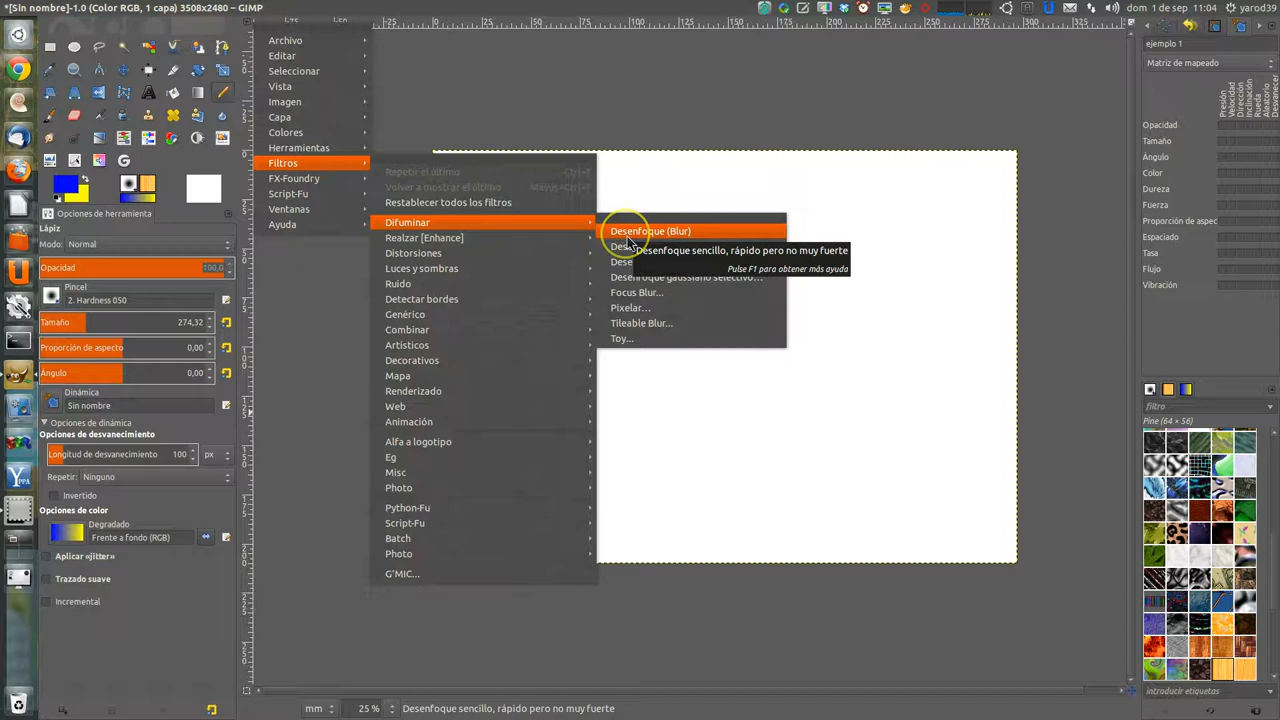 *[Sin nombre]-1.0 (Color RGB, 1 capa) 3508x2480 – GIMP
dom 9 sep 11:04
yarod39
Archivo
Editar
Seleccionar
Vista
Imagen
Capa
Colores
Herramientas
Filtros
FX-Foundry
Script-Fu
Ventanas
Ayuda
Repetir el último
Volver a mostrar el último
Restablecer todos los filtros
Difuminar
Realzar [Enhance]
Distorsiones
Luces y sombras
Ruido
Detectar bordes
Genérico
Combinar
Artísticos
Decorativos
Mapa
Renderizado
Web
Animación
Alfa a logotipo
Eg
Misc
Photo
Python-Fu
Script-Fu
Batch
Photo
G'MIC...
Desenfoque (Blur)
Desenfoque sencillo, rápido pero no muy fuerte
Pulse F1 para obtener más ayuda
Desenfoque gaussiano selectivo...
Focus Blur...
Pixelar...
Tileable Blur...
Toy...
Opciones de herramienta
Lápiz
Modo: Normal
Opacidad 100,0
Pincel
2. Hardness 050
Tamaño 274,32
Proporción de aspecto 0,00
Ángulo 0,00
Dinámica
Sin nombre
Opciones de dinámica
Opciones de desvanecimiento
Longitud de desvanecimiento 100 px
Repetir: Ninguno
Invertido
Opciones de color
Degradado
Frente a fondo (RGB)
Aplicar «jitter»
Trazado suave
Incremental
ejemplo 1
Matriz de mapeado
Presión
Velocidad
Dirección
Inclinación
Rueda
Aleatorio
Desvanecer
Opacidad
Tamaño
Ángulo
Color
Dureza
Fuerza
Proporción de aspec
Espaciado
Tasa
Flujo
Vibración
filtro
Pine (64 × 56)
introducir etiquetas
mm 25 % Desenfoque sencillo, rápido pero no muy fuerte